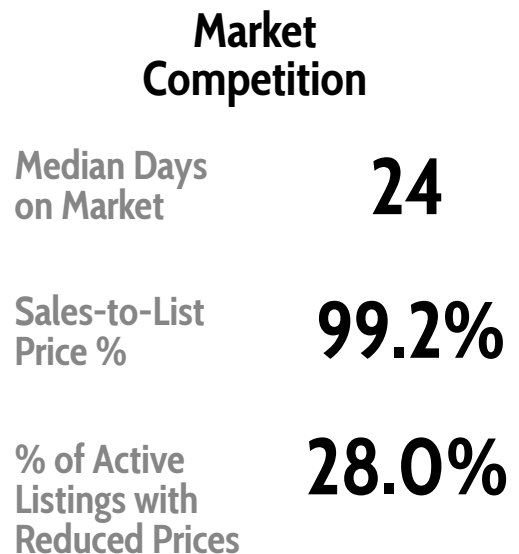 Market
Competition
Median Days
on Market
24
Sales-to-List
Price %
99.2%
% of Active
Listings with
Reduced Prices
28.0%